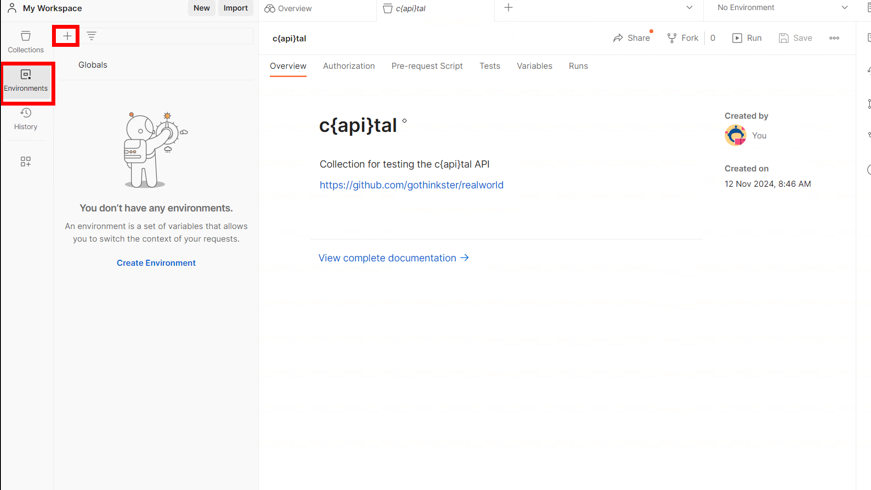 My Workspace
New
Import
Overview
c{api}tal
No Environment
Collections
Environments
History
Globals
You don't have any environments.
An environment is a set of variables that allows
you to switch the context of your requests.
Create Environment
c{api}tal
Share
Fork
0
Run
Save
Overview
Authorization
Pre-request Script
Tests
Variables
Runs
c{api}tal
Collection for testing the c{api}tal API
https://github.com/gothinkster/realworld
View complete documentation →
Created by
You
Created on
12 Nov 2024, 8:46 AM